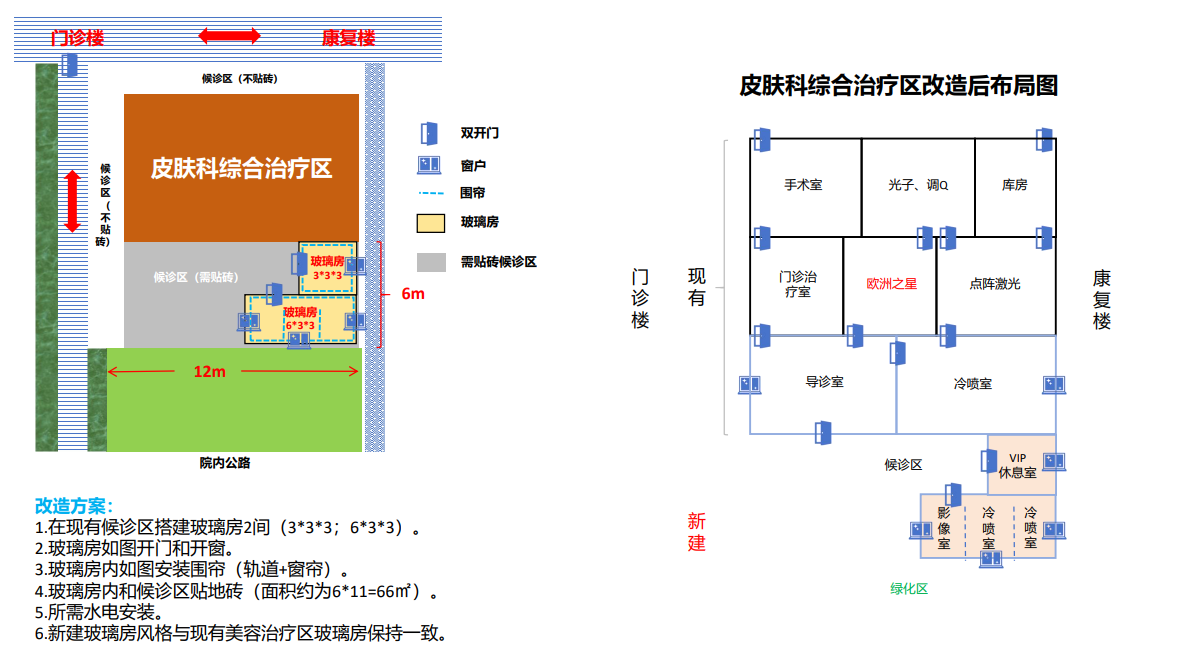 门诊楼
康复楼
候诊区（不贴砖）
皮肤科综合治疗区
候诊区（不贴砖）
候诊区（需贴砖）
玻璃房
3*3*3
玻璃房
6*3*3
6m
12m
院内公路
双开门
窗户
围帘
玻璃房
需贴砖候诊区
改造方案：
1.在现有候诊区搭建玻璃房2间（3*3*3；6*3*3）。
2.玻璃房如图开门和开窗。
3.玻璃房内如图安装围帘（轨道+窗帘）。
4.玻璃房内和候诊区贴地砖（面积约为6*11=66㎡）。
5.所需水电安装。
6.新建玻璃房风格与现有美容治疗区玻璃房保持一致。
皮肤科综合治疗区改造后布局图
手术室
光子、调Q
库房
门诊治
疗室
欧洲之星
点阵激光
门诊楼
现有
康复楼
导诊室
冷喷室
候诊区
VIP
休息室
新建
影像室
冷喷室
冷喷室
绿化区